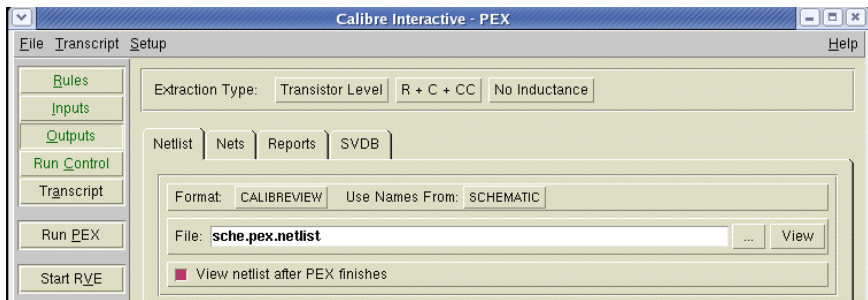 Calibre Interactive - PEX
File Transcript Setup Help
Rules
Inputs
Outputs
Run Control
Transcript
Run PEX
Start RVE
Extraction Type: Transistor Level R + C + CC No Inductance
Netlist Nets Reports SVDB
Format: CALIBREVIEW Use Names From: SCHEMATIC
File: sche.pex.netlist ... View
View netlist after PEX finishes